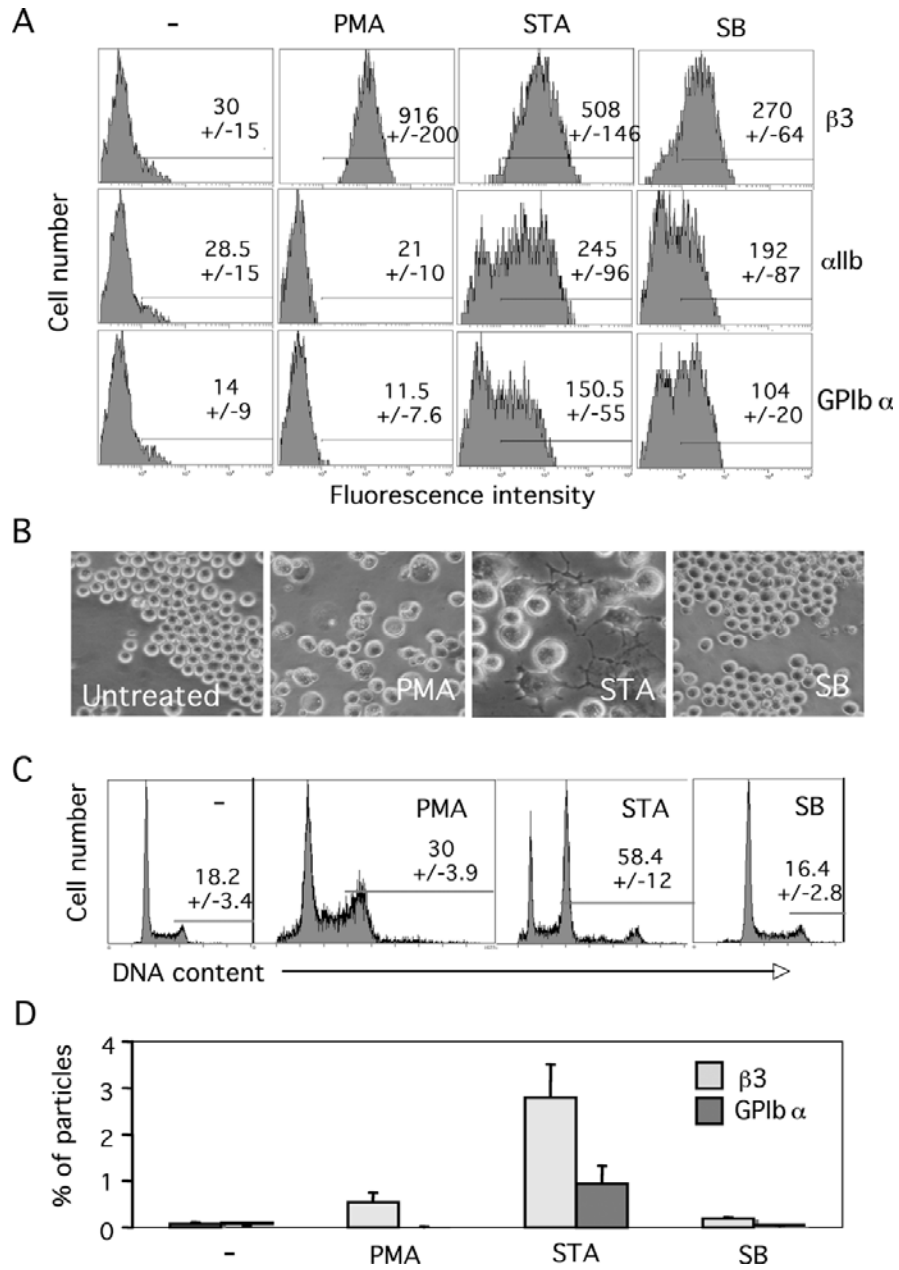 A
- PMA STA SB
30 +/-15
916 +/-200
508 +/-146
270 +/-64
β3
28.5 +/-15
21 +/-10
245 +/-96
192 +/-87
αIIb
14 +/-9
11.5 +/-7.6
150.5 +/-55
104 +/-20
GPIb α
Cell number
Fluorescence intensity
B
Untreated PMA STA SB
C
Cell number
- PMA STA SB
18.2 +/-3.4
30 +/-3.9
58.4 +/-12
16.4 +/-2.8
DNA content
D
% of particles
4
3
2
1
0
β3
GPIb α
- PMA STA SB